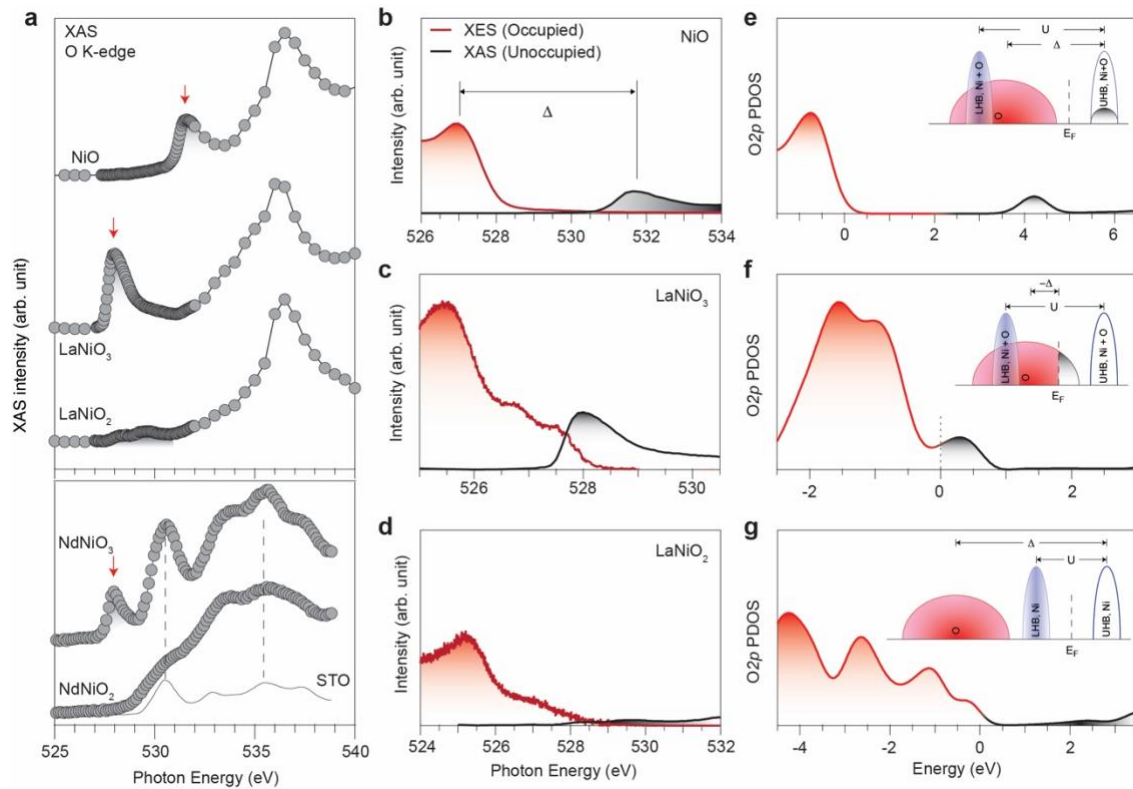 a
XAS
O K-edge
NiO
LaNiO3
LaNiO2
NdNiO3
NdNiO2
STO
XAS intensity (arb. unit)
525 530 535 540
Photon Energy (eV)
b
XES (Occupied)
XAS (Unoccupied)
NiO
Δ
Intensity (arb. unit)
526 527 528 529 530 531 532 534
c
LaNiO3
Intensity (arb. unit)
526 528 530
d
LaNiO2
Intensity (arb. unit)
524 526 528 530 532
Photon Energy (eV)
e
U
Δ
LHB, Ni + O
O
EF
UHB, Ni+O
O2p PDOS
0 2 4 6
f
-Δ
U
LHB, Ni + O
O
EF
UHB, Ni + O
O2p PDOS
-2 0 2
g
Δ
U
O
LHB, Ni
EF
UHB, Ni
O2p PDOS
-4 -2 0 2
Energy (eV)